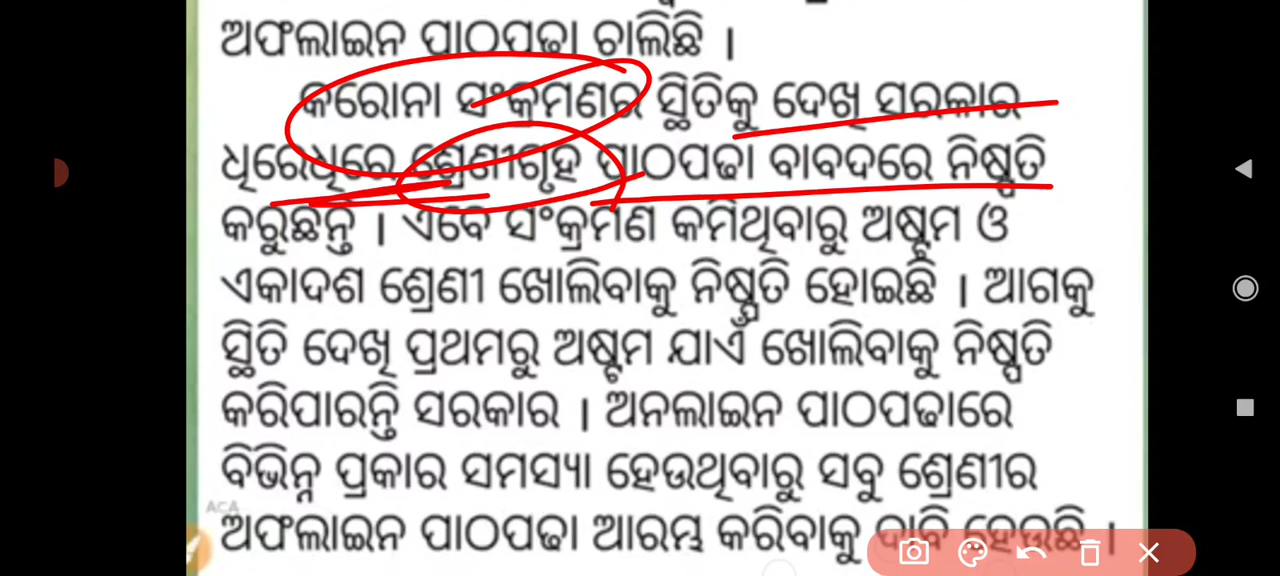 ଅଫଲାଇନ ପାଠପଢା ଚାଲିଛି ।
କରୋନା ସଂକ୍ରମଣର ସ୍ଥିତିକୁ ଦେଖି ସରକାର
ଧିରେଧିରେ ଶ୍ରେଣୀଗୃହ ପାଠପଢା ବାବଦରେ ନିଷ୍ପତି
କରୁଛନ୍ତି । ଏବେ ସଂକ୍ରମଣ କମିଥିବାରୁ ଅଷ୍ଟମ ଓ
ଏକାଦଶ ଶ୍ରେଣୀ ଖୋଲିବାକୁ ନିଷ୍ପତି ହୋଇଛି । ଆଗକୁ
ସ୍ଥିତି ଦେଖି ପ୍ରଥମରୁ ଅଷ୍ଟମ ଯାଏଁ ଖୋଲିବାକୁ ନିଷ୍ପତି
କରିପାରନ୍ତି ସରକାର । ଅନଲାଇନ ପାଠପଢାରେ
ବିଭିନ୍ନ ପ୍ରକାର ସମସ୍ୟା ହେଉଥିବାରୁ ସବୁ ଶ୍ରେଣୀର
ACA
ଅଫଲାଇନ ପାଠପଢା ଆରମ୍ଭ କରିବାକୁ ଦାବି ହେଉଛି ।